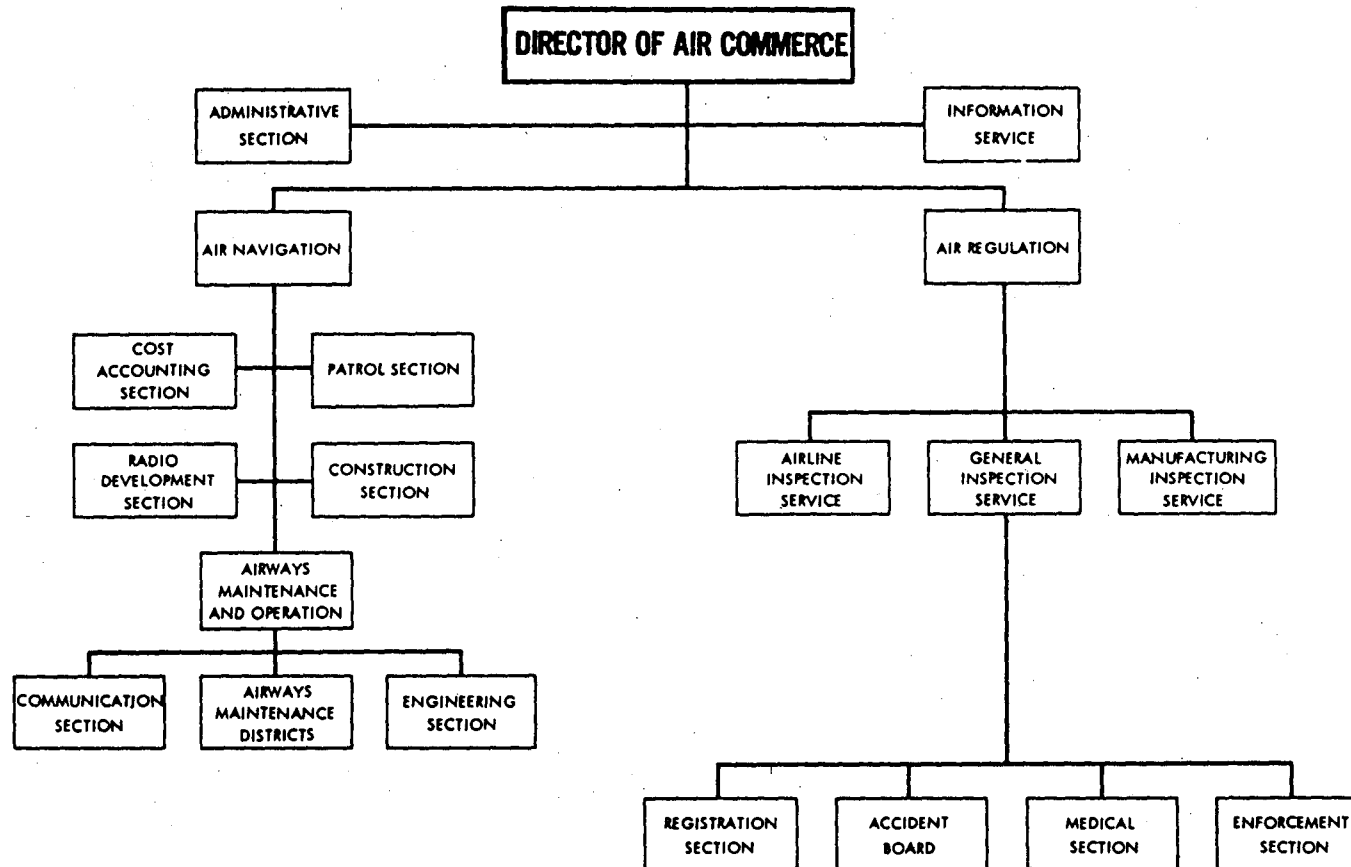 DIRECTOR OF AIR COMMERCE
ADMINISTRATIVE
SECTION
INFORMATION
SERVICE
AIR NAVIGATION
AIR REGULATION
COST
ACCOUNTING
SECTION
PATROL SECTION
RADIO
DEVELOPMENT
SECTION
CONSTRUCTION
SECTION
AIRLINE
INSPECTION
SERVICE
GENERAL
INSPECTION
SERVICE
MANUFACTURING
INSPECTION
SERVICE
AIRWAYS
MAINTENANCE
AND OPERATION
COMMUNICATION
SECTION
AIRWAYS
MAINTENANCE
DISTRICTS
ENGINEERING
SECTION
REGISTRATION
SECTION
ACCIDENT
BOARD
MEDICAL
SECTION
ENFORCEMENT
SECTION